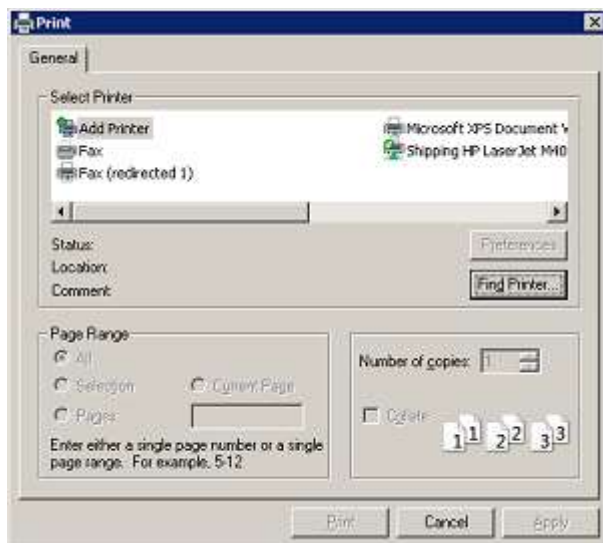 Print
General
Select Printer
Add Printer
Fax
Fax (redirected 1)
Microsoft XPS Document
Shipping HP LaserJet M40
Status:
Location:
Comment:
Preferences
Find Printer...
Page Range
All
Selection
Current Page
Pages:
Enter either a single page number or a single
page range. For example, 5-12
Number of copies: 1
Collate
1 1 2 2 3 3
Print
Cancel
Apply